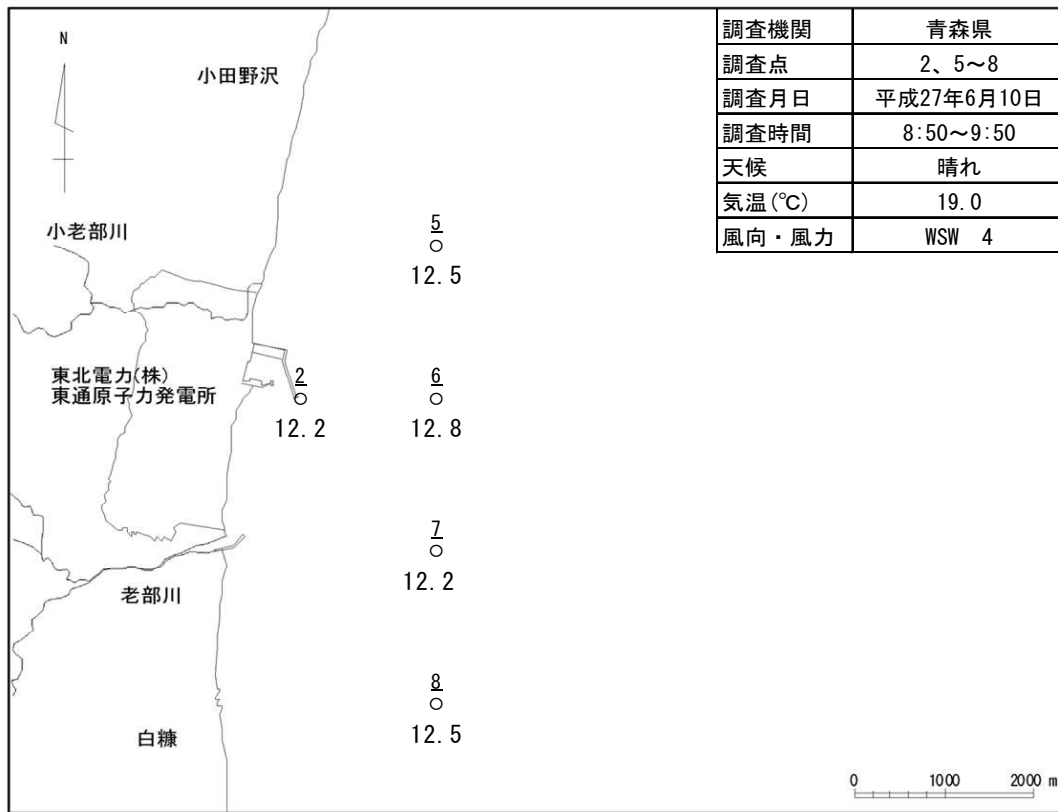 調査機関 青森県
調査点 2、5～8
調査月日 平成27年6月10日
調査時間 8:50～9:50
天候 晴れ
気温(℃) 19.0
風向・風力 WSW 4
N
小田野沢
小老部川
5
12.5
東北電力(株)
東通原子力発電所
2
12.2
6
12.8
7
12.2
老部川
8
12.5
白糠
0 1000 2000 m